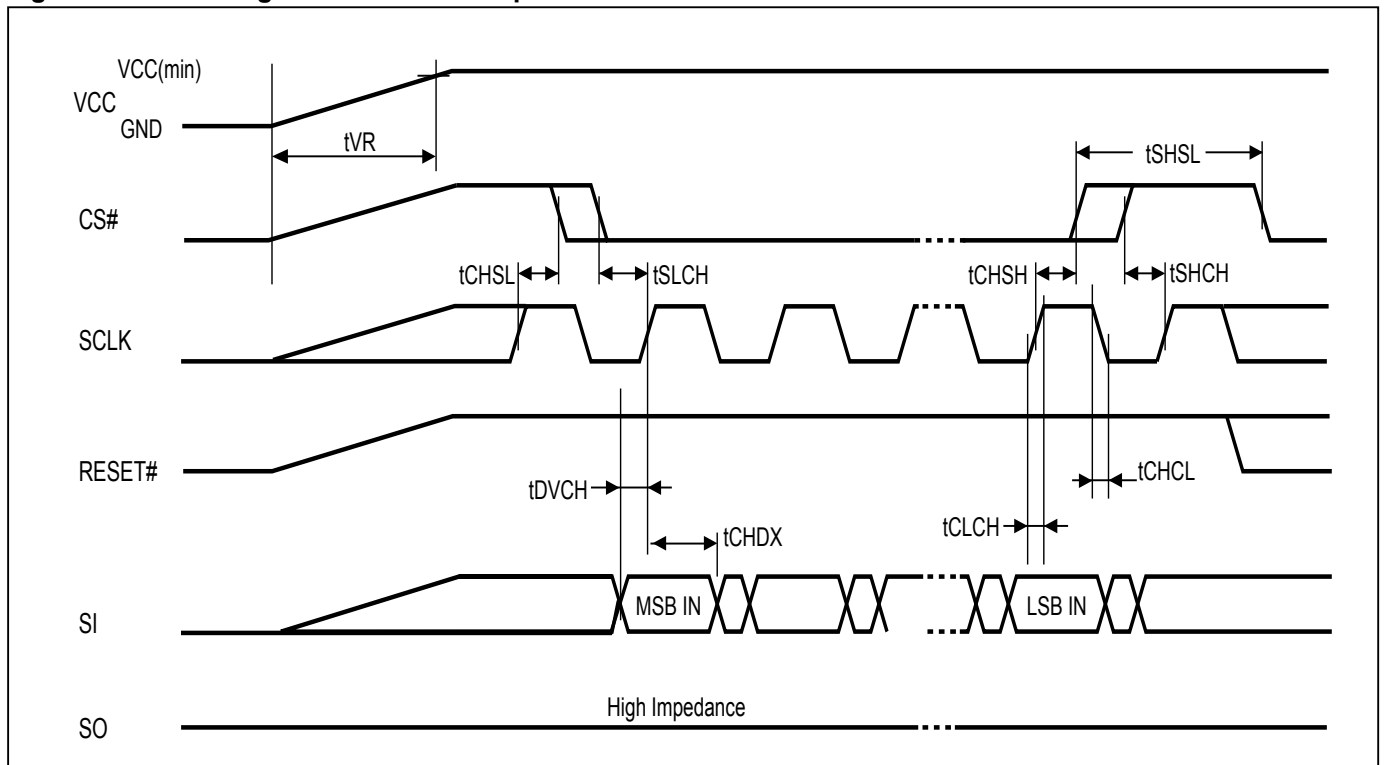 VCC(min)
VCC
GND
tVR
tSHSL
CS#
tCHSL
tSLCH
tCHSH
tSHCH
SCLK
RESET#
tDVCH
tCHCL
tCLCH
tCHDX
SI
MSB IN
LSB IN
High Impedance
SO